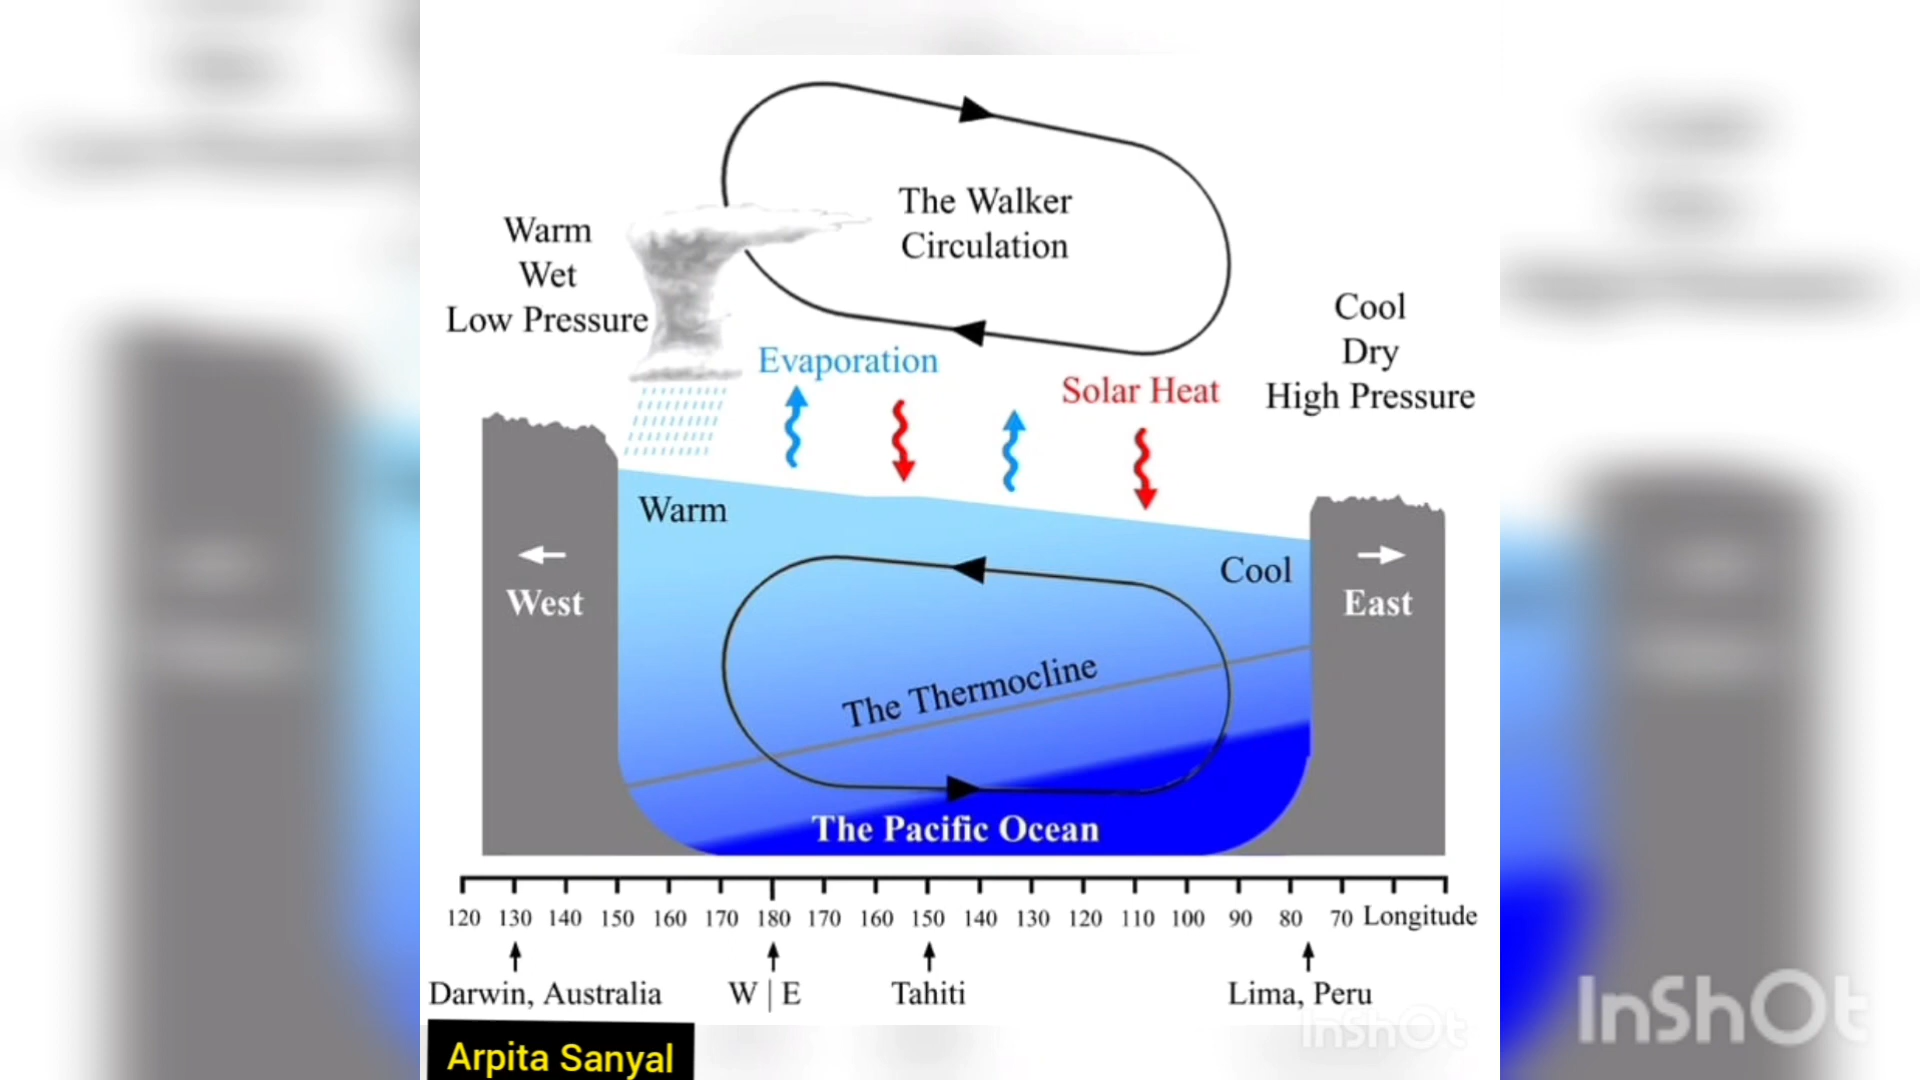 The Walker
Circulation
Warm
Wet
Low Pressure
Cool
Dry
High Pressure
Evaporation
Solar Heat
Warm
Cool
West
East
The Thermocline
The Pacific Ocean
120 130 140 150 160 170 180 170 160 150 140 130 120 110 100 90 80 70 Longitude
Darwin, Australia
W | E
Tahiti
Lima, Peru
InShOt
InShOt
Arpita Sanyal